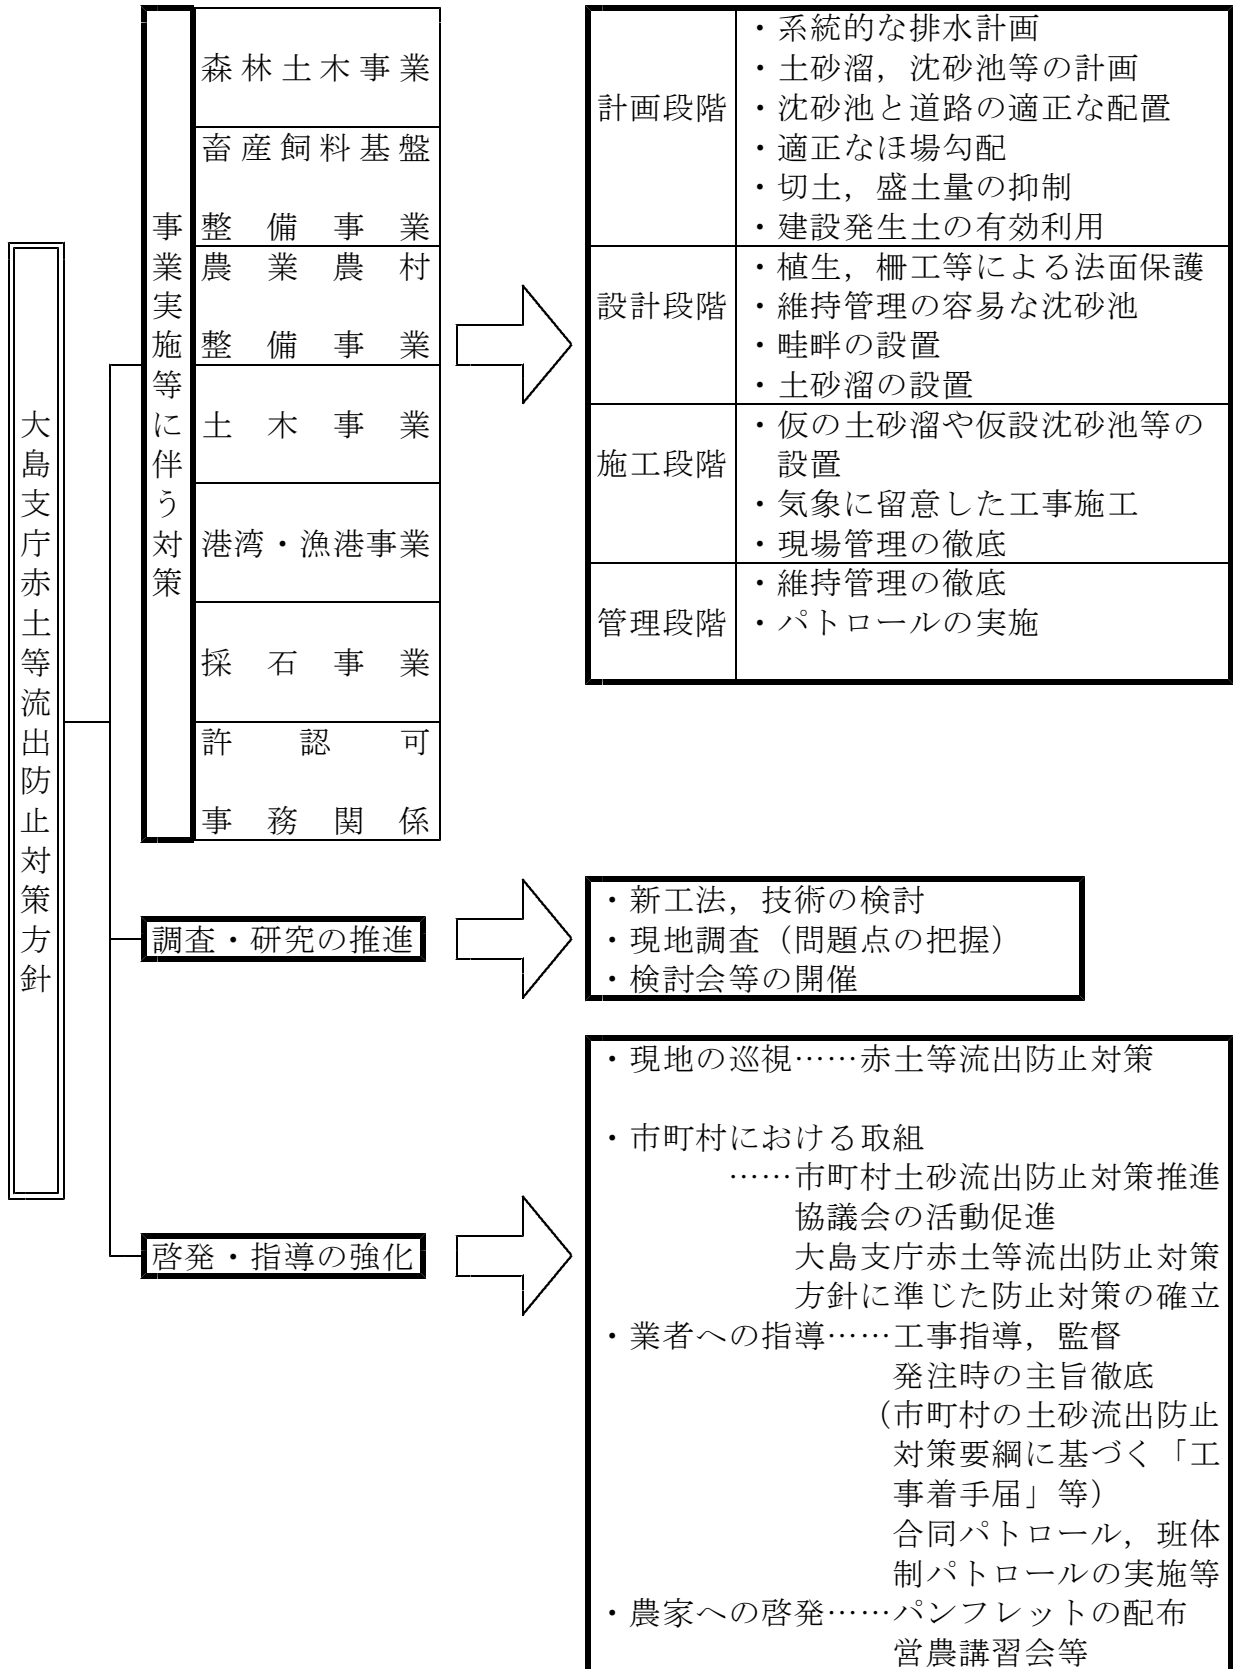 大島支庁赤土等流出防止対策方針
事業実施等に伴う対策
森林土木事業
畜産飼料基盤
整備事業
農業農村
整備事業
土木事業
港湾・漁港事業
採石事業
許認可
事務関係
計画段階
・系統的な排水計画
・土砂溜，沈砂池等の計画
・沈砂池と道路の適正な配置
・適正なほ場勾配
・切土，盛土量の抑制
・建設発生土の有効利用
設計段階
・植生，柵工等による法面保護
・維持管理の容易な沈砂池
・畦畔の設置
・土砂溜の設置
施工段階
・仮の土砂溜や仮設沈砂池等の
設置
・気象に留意した工事施工
・現場管理の徹底
管理段階
・維持管理の徹底
・パトロールの実施
調査・研究の推進
・新工法，技術の検討
・現地調査（問題点の把握）
・検討会等の開催
啓発・指導の強化
・現地の巡視……赤土等流出防止対策
・市町村における取組
……市町村土砂流出防止対策推進
協議会の活動促進
大島支庁赤土等流出防止対策
方針に準じた防止対策の確立
・業者への指導……工事指導，監督
発注時の主旨徹底
（市町村の土砂流出防止
対策要綱に基づく「工
事着手届」等）
合同パトロール，班体
制パトロールの実施等
・農家への啓発……パンフレットの配布
営農講習会等